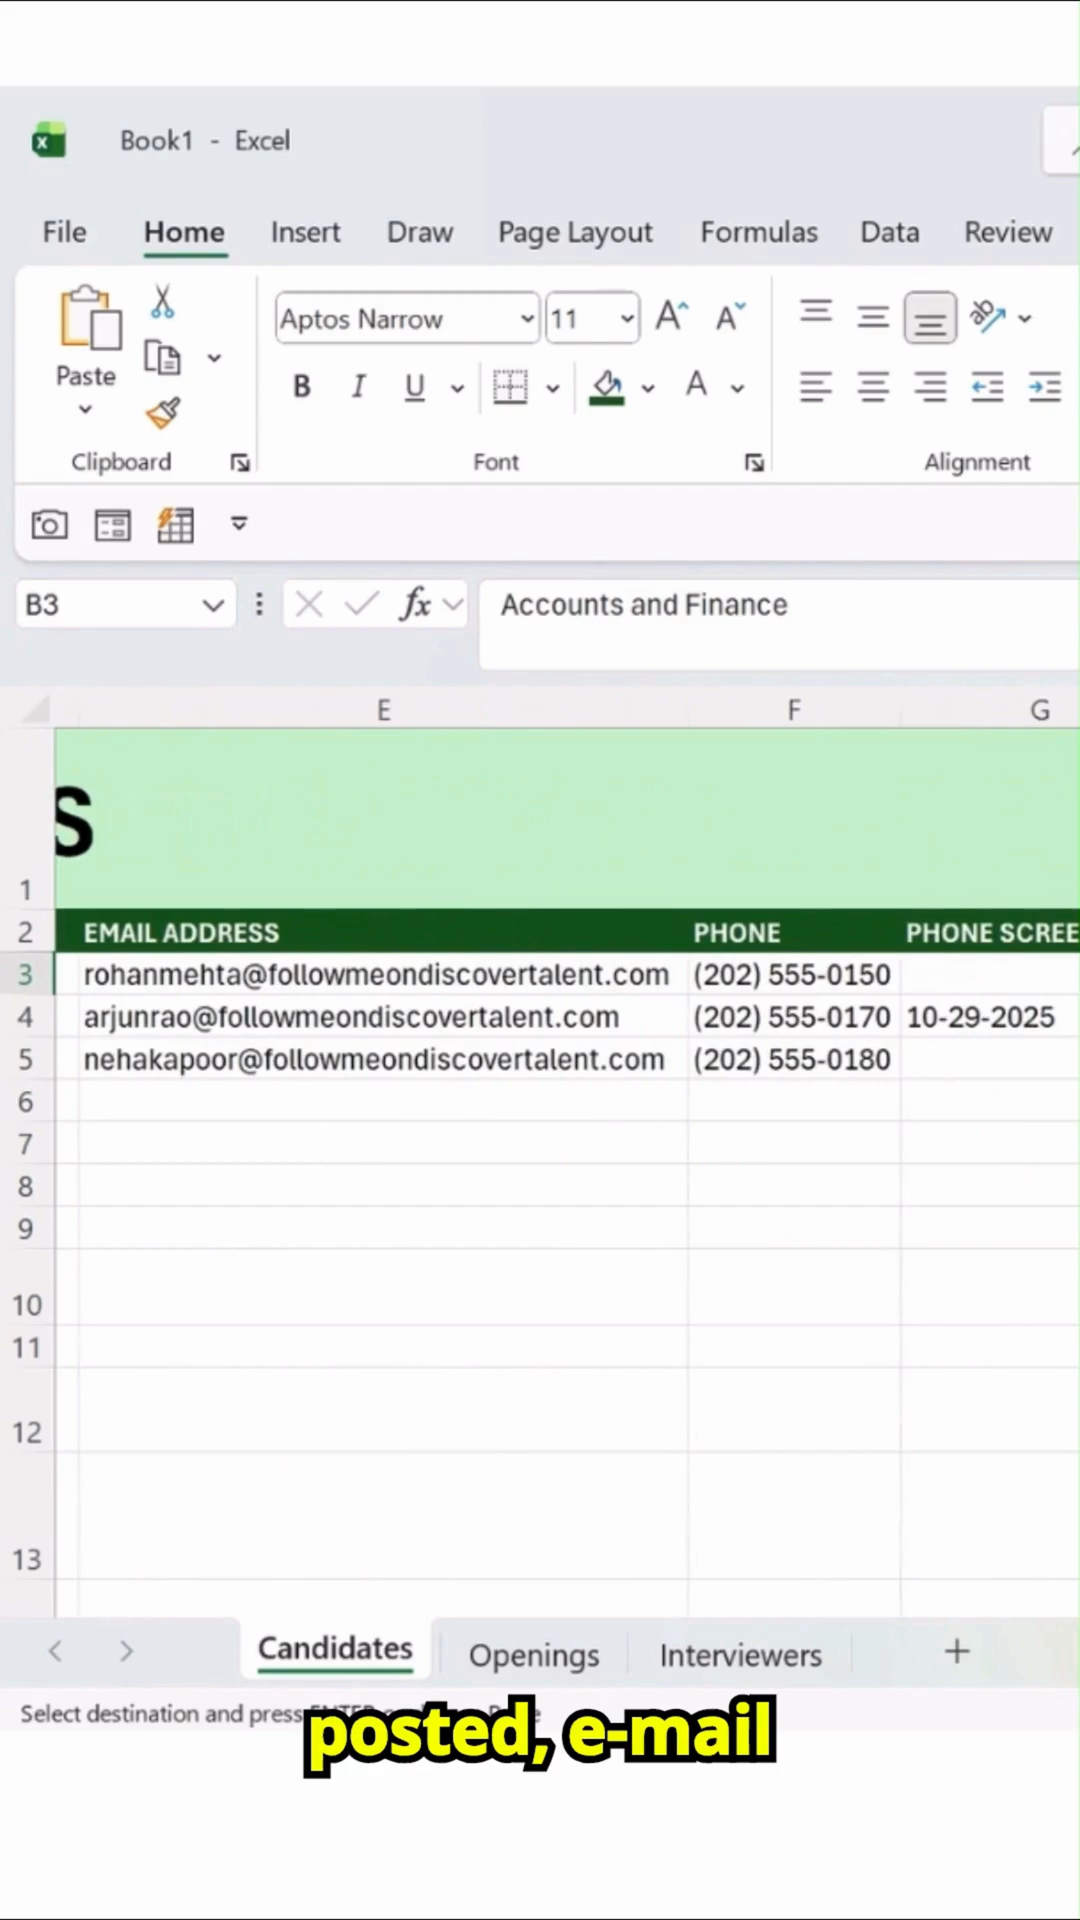 Book1 - Excel
File Home Insert Draw Page Layout Formulas Data Review
Aptos Narrow 11
Paste
B I U A
Clipboard Font Alignment
B3 fx Accounts and Finance
E F G
S
1
2 EMAIL ADDRESS PHONE PHONE SCREE
3 rohanmehta@followmeondiscovertalent.com (202) 555-0150
4 arjunrao@followmeondiscovertalent.com (202) 555-0170 10-29-2025
5 nehakapoor@followmeondiscovertalent.com (202) 555-0180
6
7
8
9
10
11
12
13
Candidates Openings Interviewers
Select destination and press
posted, e-mail